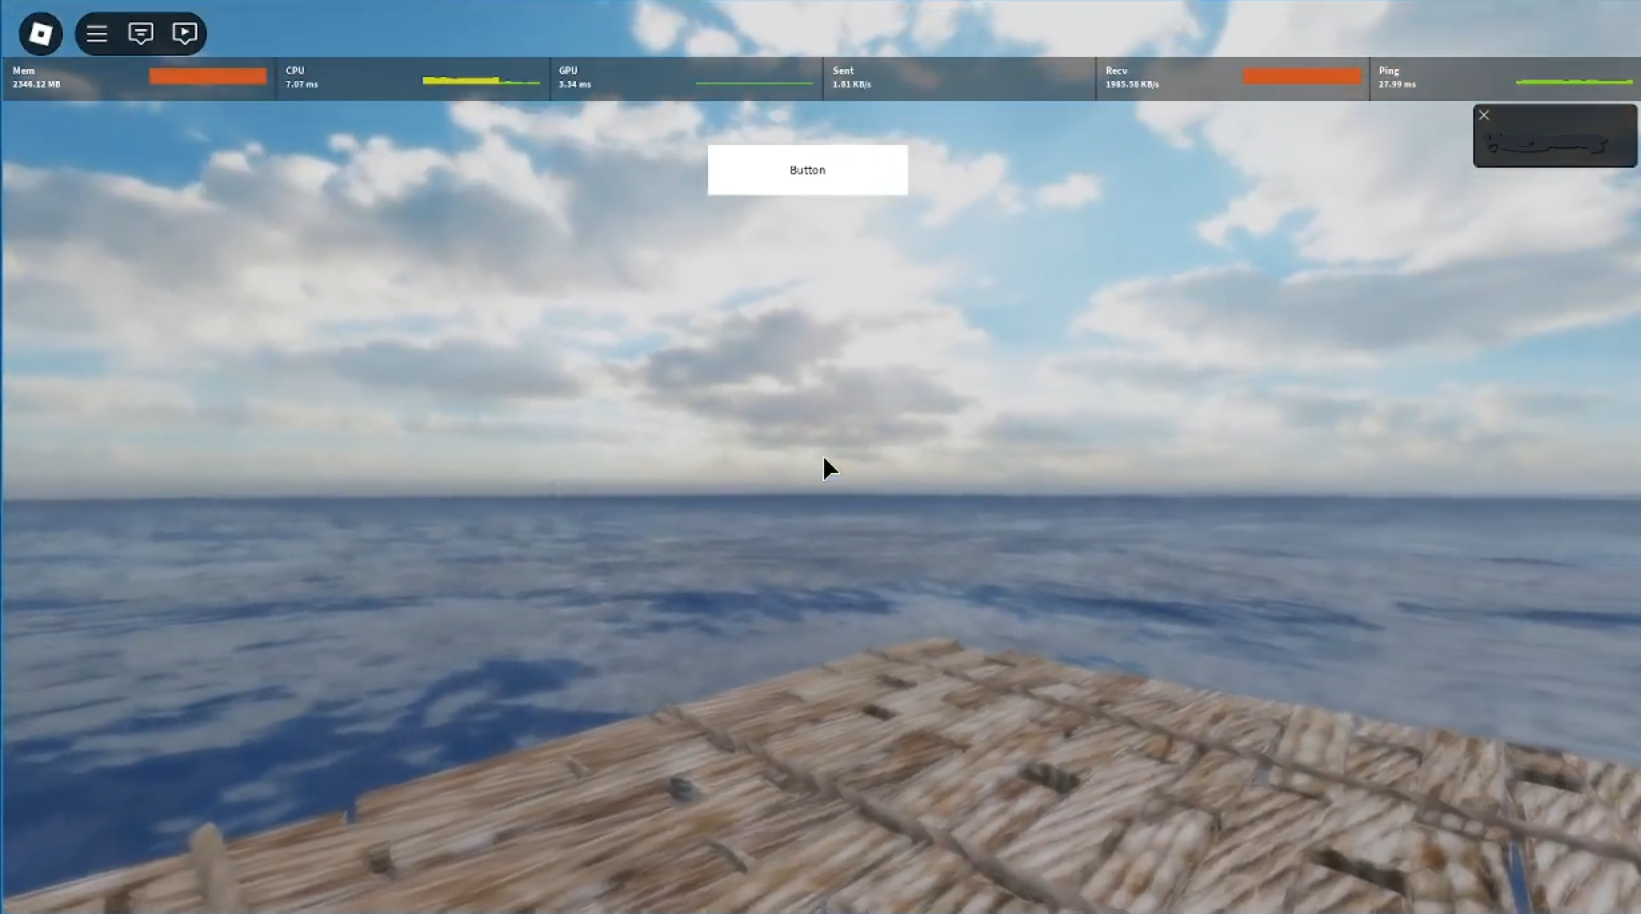 Mem
2346.12 MB
CPU
7.07 ms
GPU
3.34 ms
Sent
1.81 KB/s
Recv
1985.58 KB/s
Ping
27.99 ms
Button